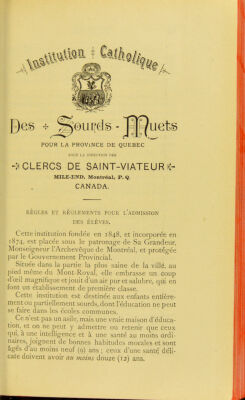 Institution Catholique
Des Sourds-Muets
POUR LA PROVINCE DE QUEBEC
SOUS LA DIRECTION DES
CLERCS DE SAINT-VIATEUR
MILE-END, Montréal, P. Q.
CANADA.
RÈGLES ET RÈGLEMENTS POUR L'ADMISSION
DES ÉLÈVES.
Cette institution fondée en 1848, et incorporée en
1874, est placée sous le patronage de Sa Grandeur,
Monseigneur l'Archevêque de Montréal, et protégée
par le Gouvernement Provincial.
Située dans la partie la plus saine de la ville, au
pied même du Mont-Royal, elle embrasse un coup
d'œil magnifique et jouit d'un air pur et salubre, qui en
font un établissement de première classe.
Cette institution est destinée aux enfants entière-
ment ou partiellement sourds, dont l'éducation ne peut
se faire dans les écoles communes.
Ce n'est pas un asile, mais une vraie maison d'éduca-
tion, et on ne peut y admettre ou retenir que ceux
qui, à une intelligence et à une santé au moins ordi-
naires, joignent de bonnes habitudes morales et sont
âgés d'au moins neuf (9) ans ; ceux d'une santé déli-
cate doivent avoir au moins douze (12) ans.